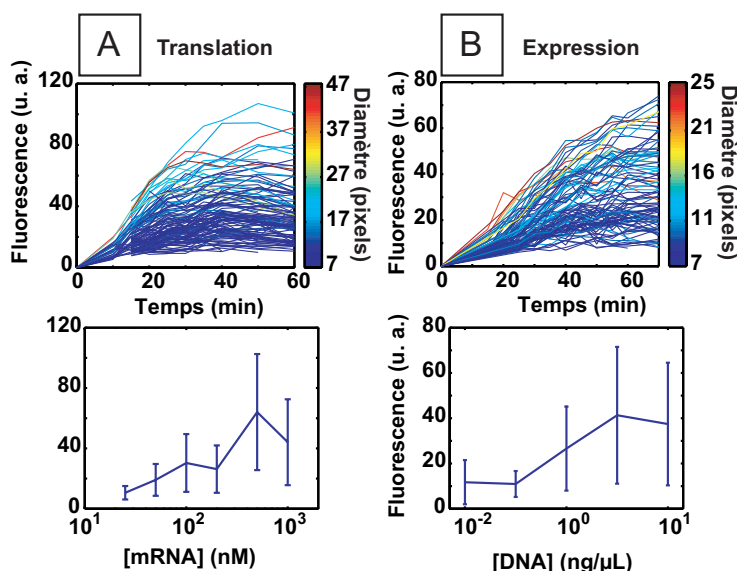 A Translation
Fluorescence (u. a.)
120
80
40
0
20 40 60
Temps (min)
47
37
27
17
7
Diamètre (pixels)
B Expression
Fluorescence (u. a.)
80
60
40
20
0
0 20 40 60
Temps (min)
25
21
16
11
7
Diamètre (pixels)
Fluorescence (u. a.)
120
80
40
0
10¹ 10² 10³
[mRNA] (nM)
Fluorescence (u. a.)
80
60
40
20
0
10⁻² 10⁰ 10¹
[DNA] (ng/µL)